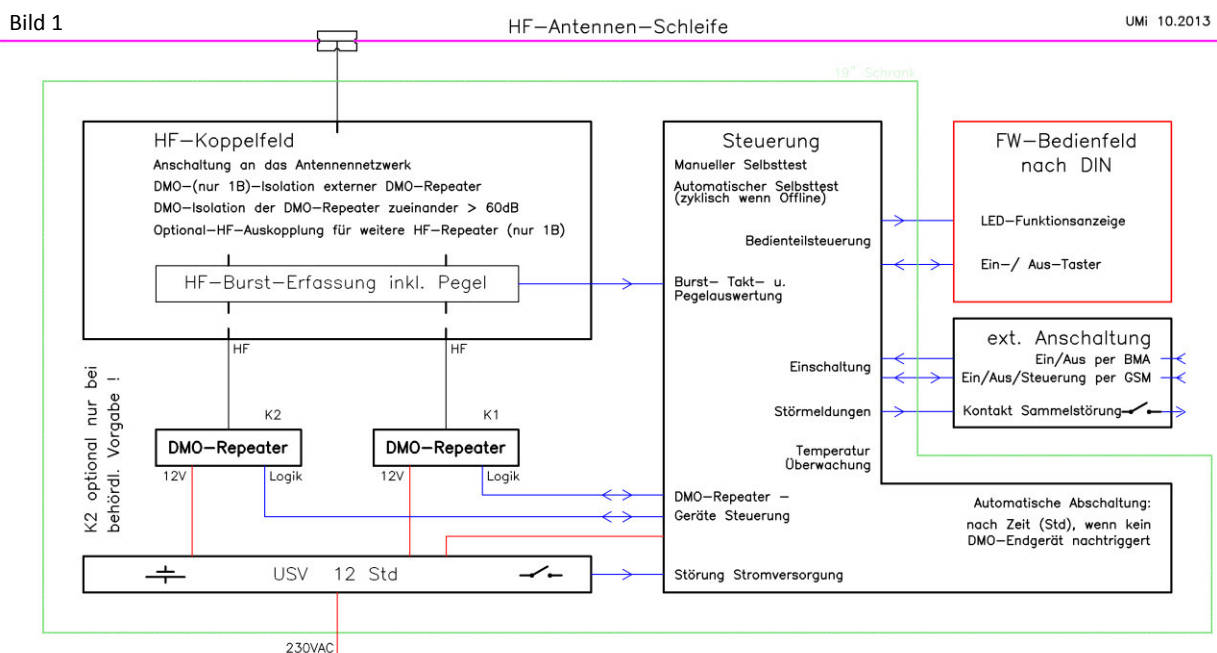 Bild 1
HF-Antennen-Schleife
UMi 10.2013
19" Schrank
HF-Koppelfeld
Anschaltung an das Antennennetzwerk
DMO-(nur 1B)-Isolation externer DMO-Repeater
DMO-Isolation der DMO-Repeater zueinander > 60dB
Optional-HF-Auskopplung für weitere HF-Repeater (nur 1B)
HF-Burst-Erfassung inkl. Pegel
HF
HF
K2 optional nur bei
behördl. Vorgabe !
K2
K1
DMO-Repeater
DMO-Repeater
12V
Logik
12V
Logik
USV 12 Std
230VAC
Steuerung
Manueller Selbsttest
Automatischer Selbsttest
(zyklisch wenn Offline)
Bedienteilsteuerung
Burst- Takt- u.
Pegelauswertung
Einschaltung
Störmeldungen
Temperatur
Überwachung
DMO-Repeater -
Geräte Steuerung
Störung Stromversorgung
Automatische Abschaltung:
nach Zeit (Std), wenn kein
DMO-Endgerät nachtriggert
FW-Bedienfeld
nach DIN
LED-Funktionsanzeige
Ein-/ Aus-Taster
ext. Anschaltung
Ein/Aus per BMA
Ein/Aus/Steuerung per GSM
Kontakt Sammelstörung